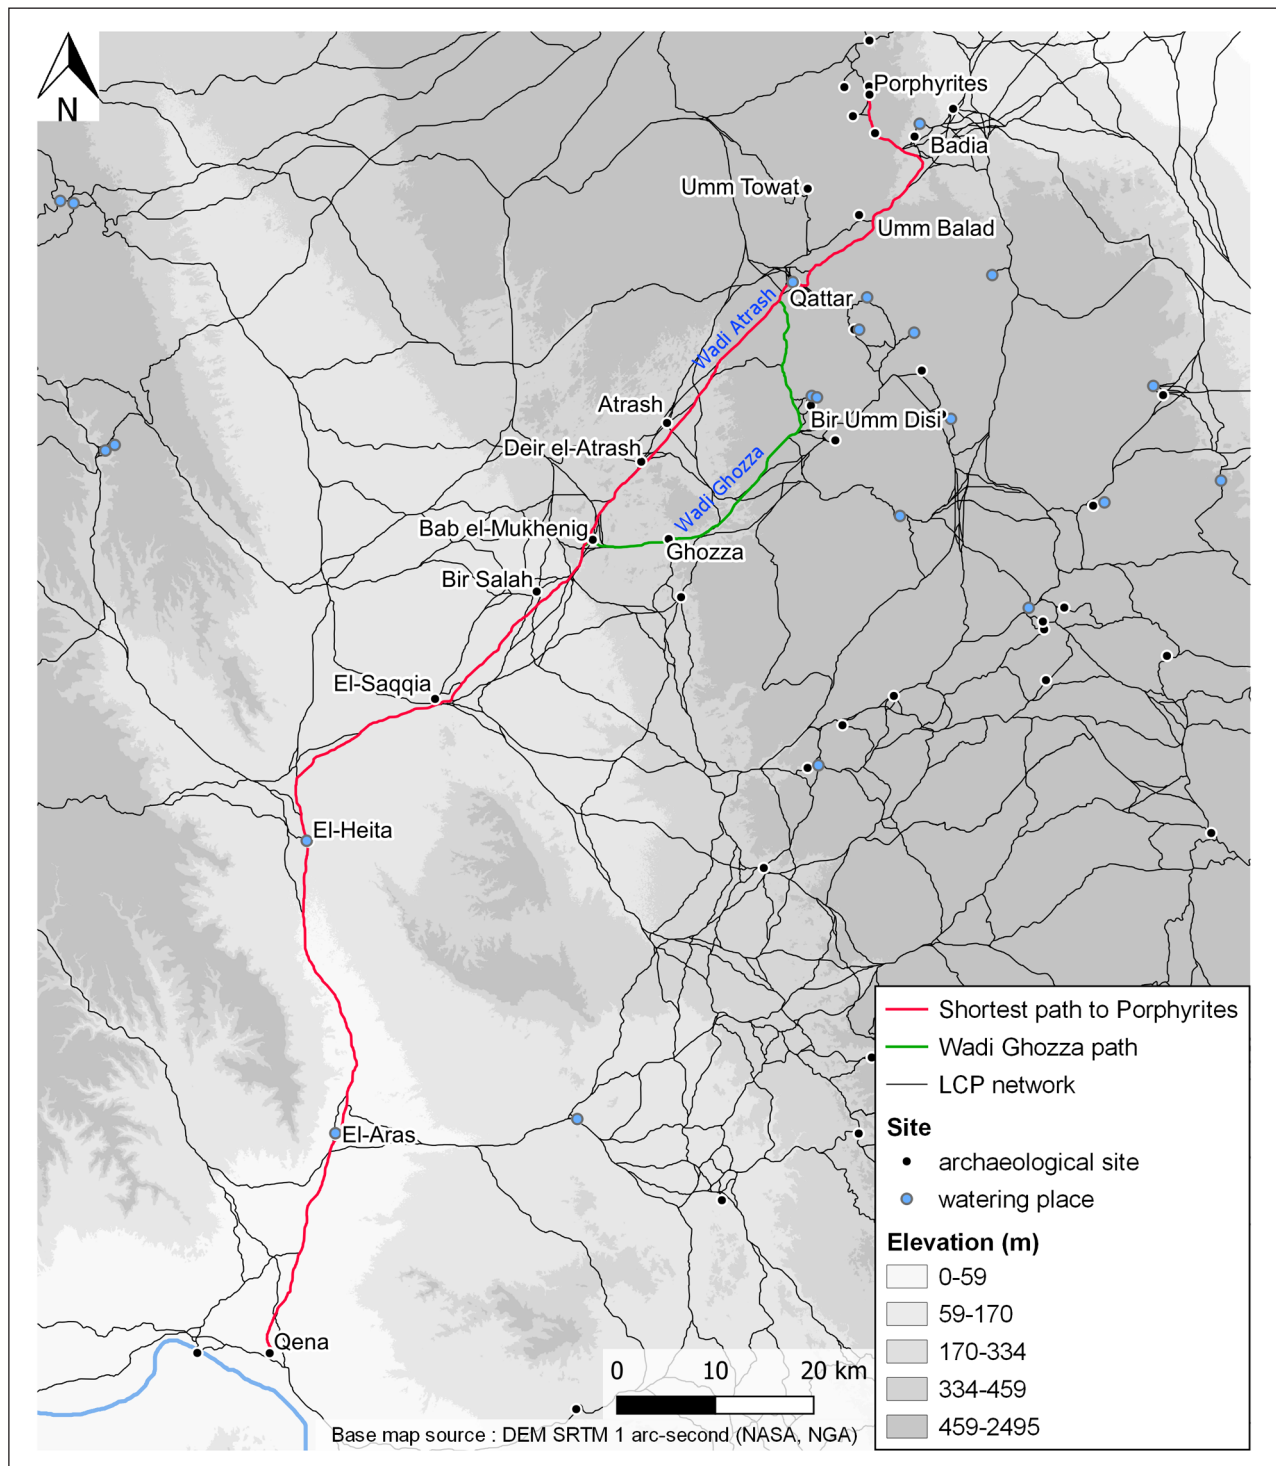 N
Porphyrites
Badia
Umm Towat
Umm Balad
Qattar
Wadi Atrash
Atrash
Bir Umm Disi
Deir el-Atrash
Wadi Ghozza
Bab el-Mukhenig
Ghozza
Bir Salah
El-Saqqia
El-Heita
El-Aras
Qena
Shortest path to Porphyrites
Wadi Ghozza path
LCP network
Site
archaeological site
watering place
Elevation (m)
0-59
59-170
170-334
334-459
459-2495
0 10 20 km
Base map source : DEM SRTM 1 arc-second (NASA, NGA)